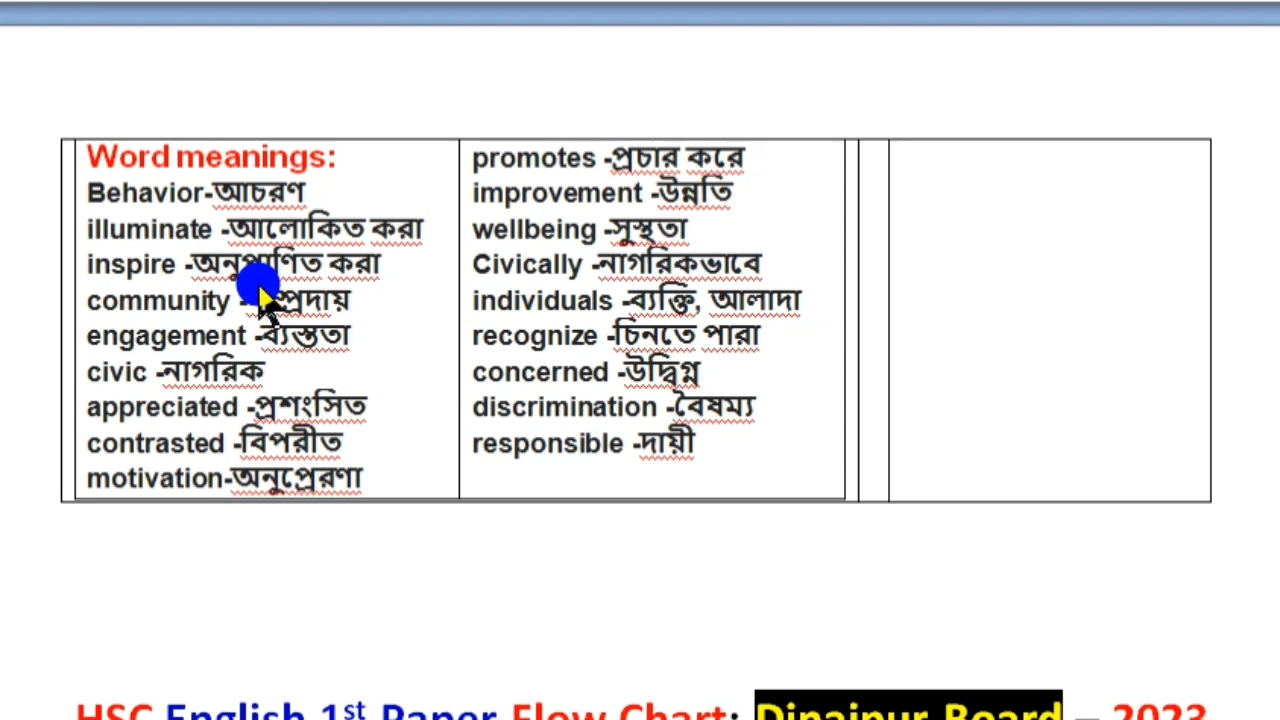 Word meanings:
Behavior-আচরণ
illuminate -আলোকিত করা
inspire -অনুপ্রাণিত করা
community -
engagement -ব্যস্ততা
civic -নাগরিক
appreciated -প্রশংসিত
contrasted -বিপরীত
motivation-অনুপ্রেরণা
promotes -প্রচার করে
improvement -উন্নতি
wellbeing -সুস্থতা
Civically -নাগরিকভাবে
individuals -ব্যক্তি, আলাদা
recognize -চিনতে পারা
concerned -উদ্বিগ্ন
discrimination -বৈষম্য
responsible -দায়ী
HSC English 1st Paper Flow Chart: Dinajpur Board – 2023